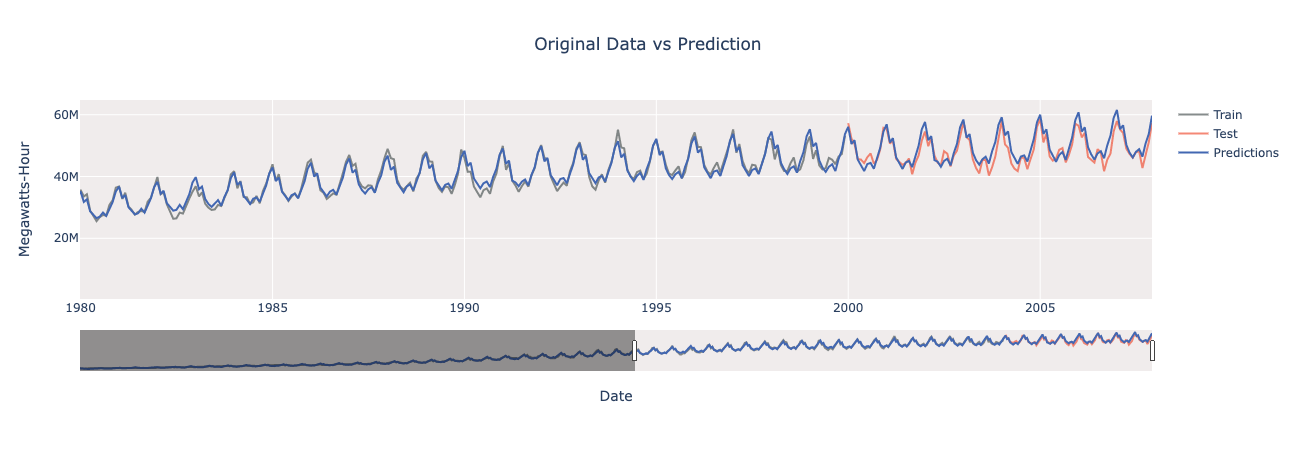 Original Data vs Prediction
Megawatts-Hour
60M
40M
20M
1980
1985
1990
1995
2000
2005
Date
Train
Test
Predictions